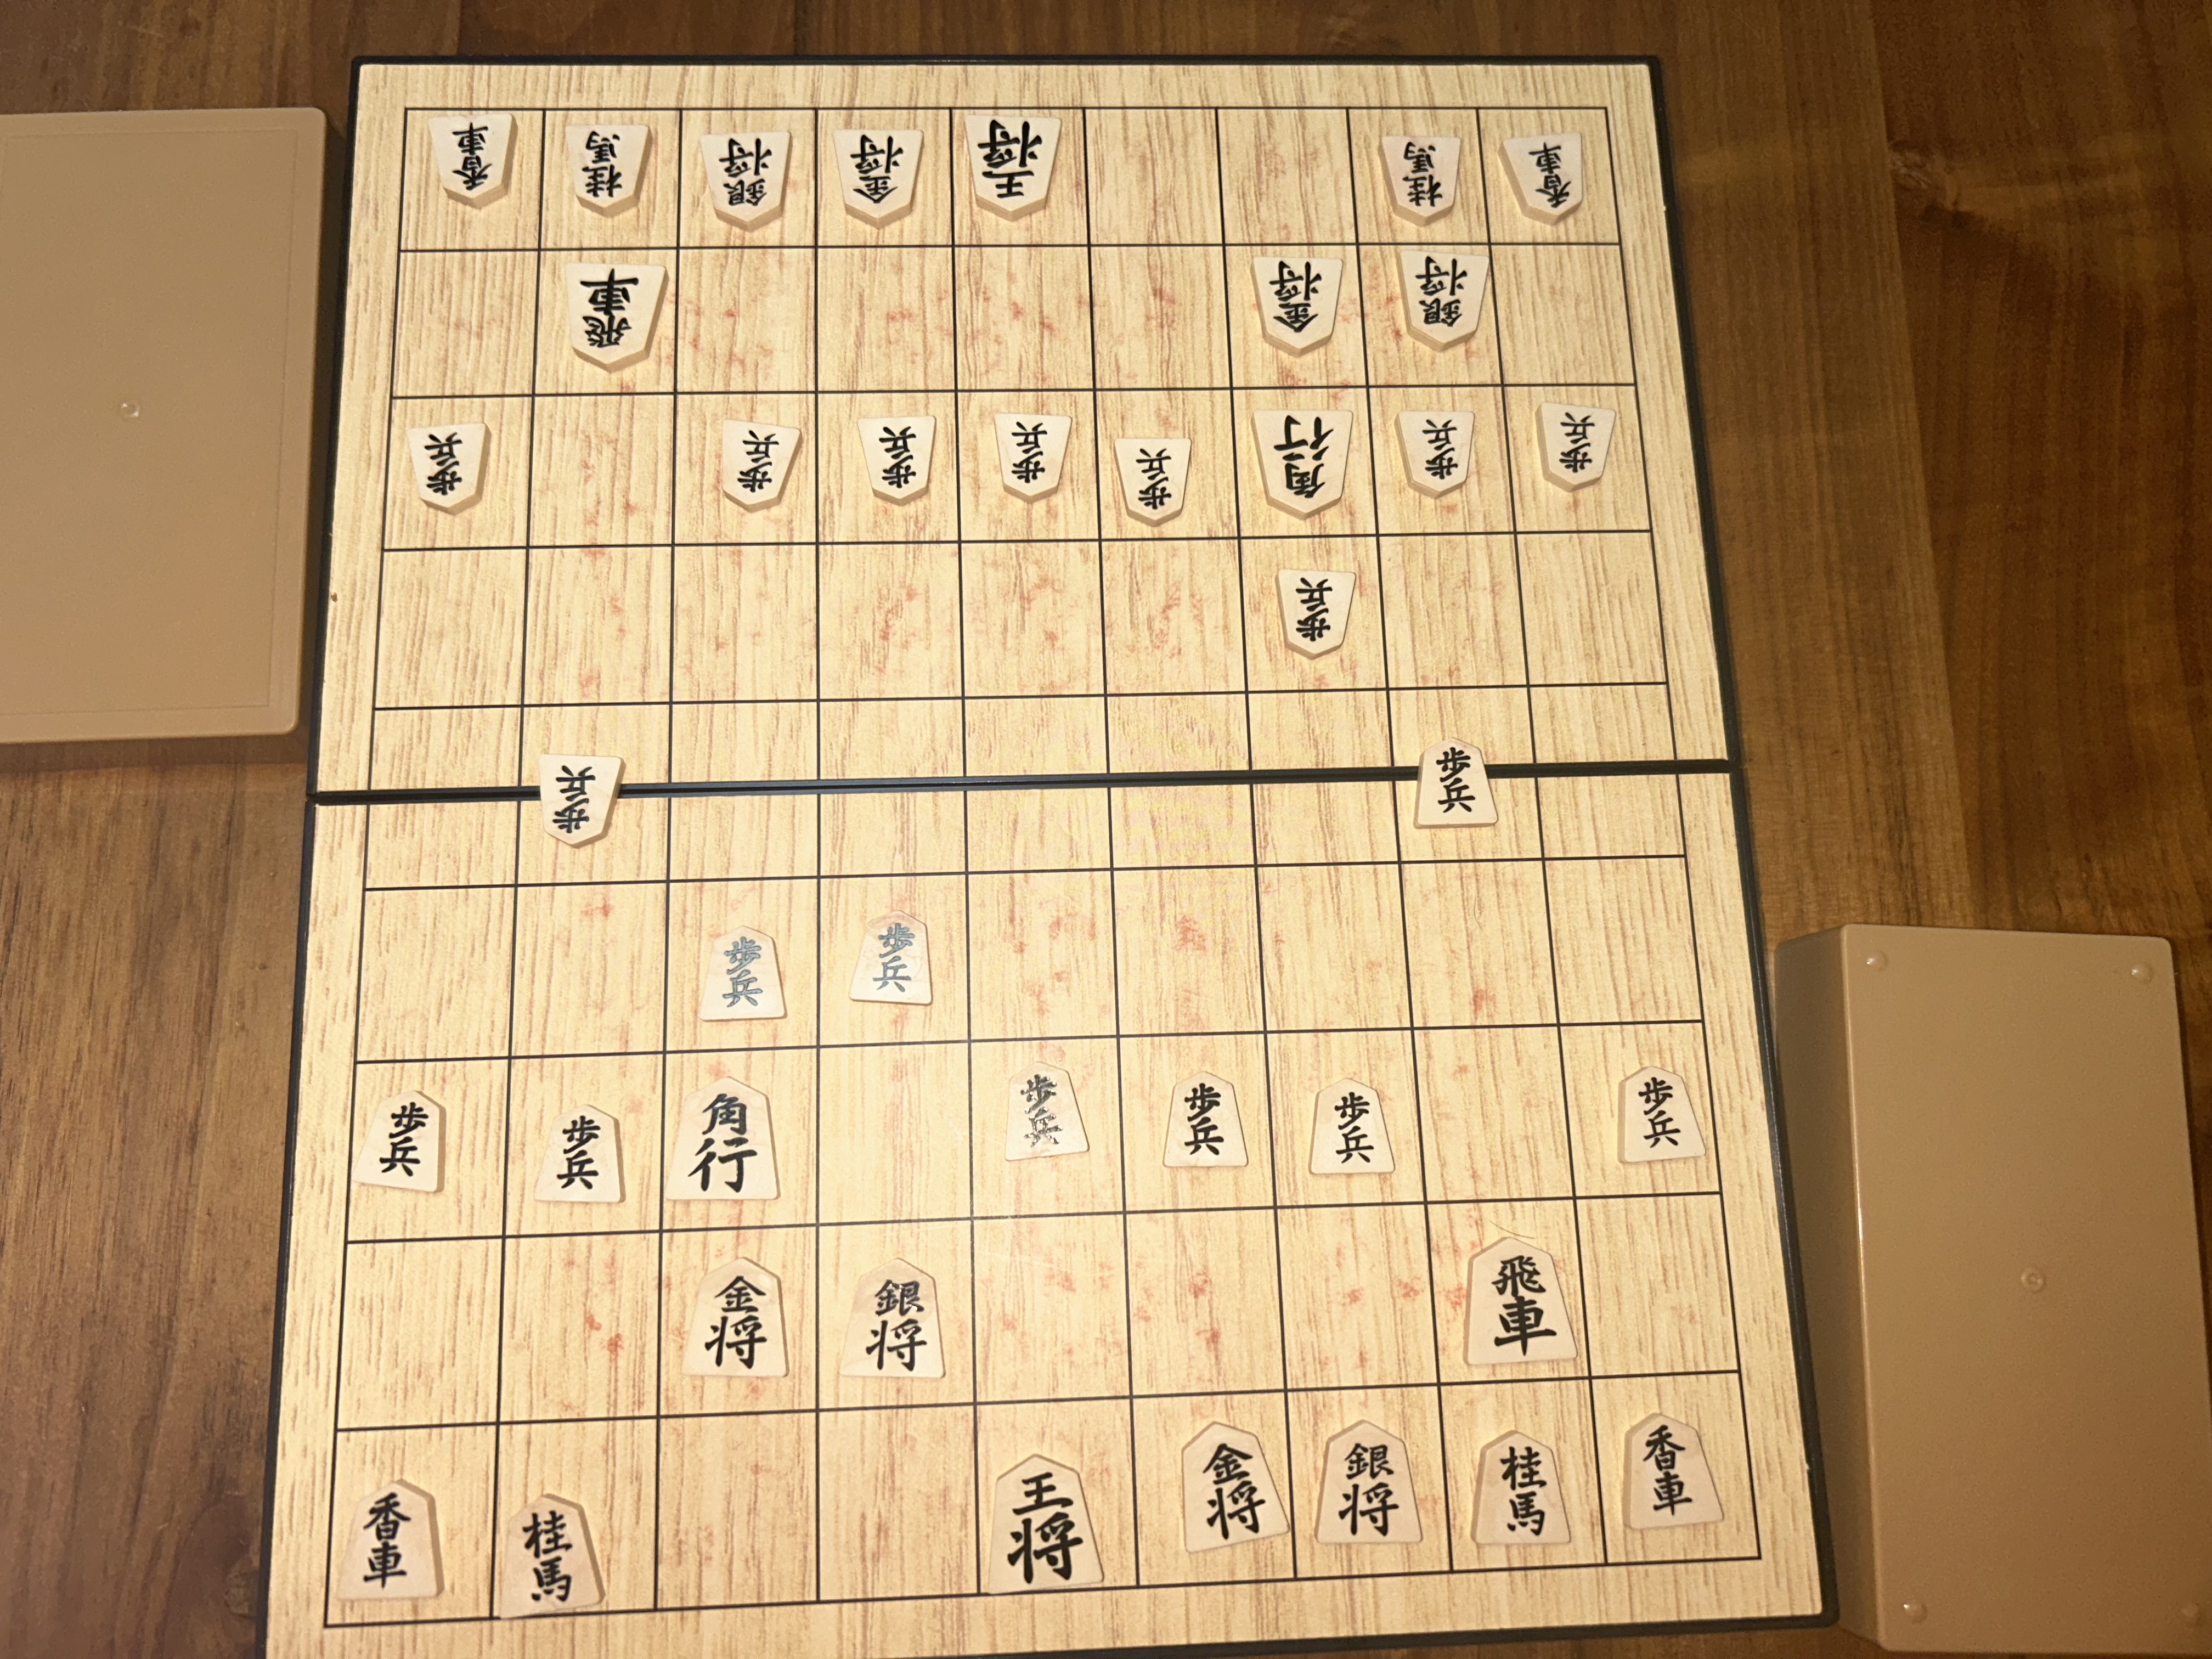 香車 桂馬 銀将 金将 王将 桂馬 香車
飛車 金将 銀将
歩兵 歩兵 歩兵 歩兵 歩兵 角行 歩兵 歩兵
歩兵
歩兵 歩兵
歩兵 歩兵
歩兵 歩兵 角行 歩兵 歩兵 歩兵 歩兵
金将 銀将 飛車
香車 桂馬 王将 金将 銀将 桂馬 香車